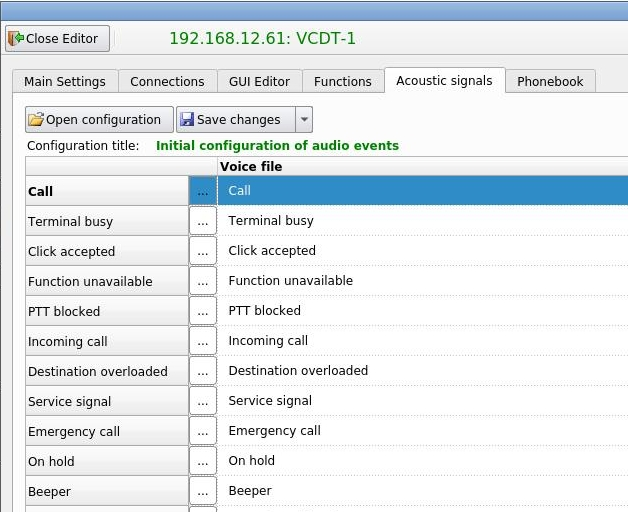 Close Editor
192.168.12.61: VCDT-1
Main Settings Connections GUI Editor Functions Acoustic signals Phonebook
Open configuration Save changes
Configuration title: Initial configuration of audio events
Voice file
Call ... Call
Terminal busy ... Terminal busy
Click accepted ... Click accepted
Function unavailable ... Function unavailable
PTT blocked ... PTT blocked
Incoming call ... Incoming call
Destination overloaded ... Destination overloaded
Service signal ... Service signal
Emergency call ... Emergency call
On hold ... On hold
Beeper ... Beeper